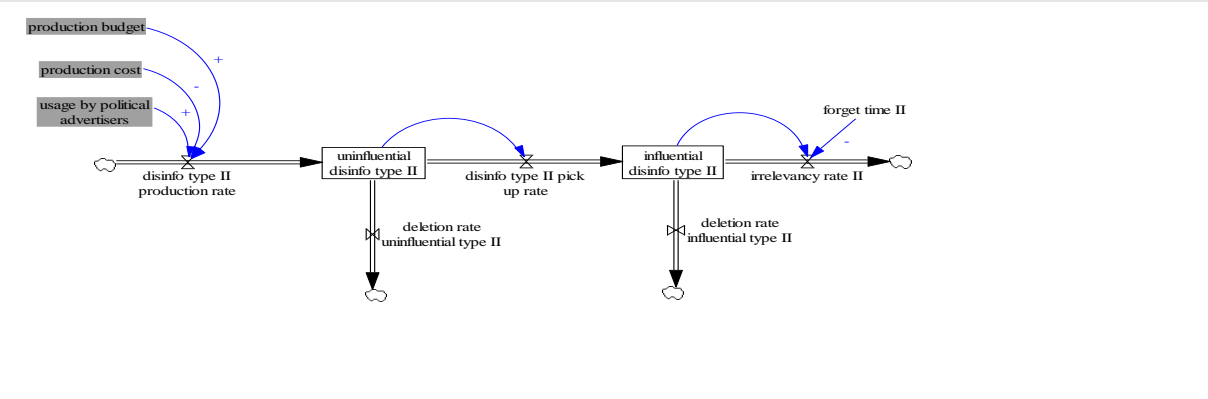 production budget
+
production cost
-
usage by political
advertisers
+
forget time II
-
uninfluential
disinfo type II
influential
disinfo type II
disinfo type II
production rate
disinfo type II pick
up rate
irrelevancy rate II
deletion rate
uninfluential type II
deletion rate
influential type II